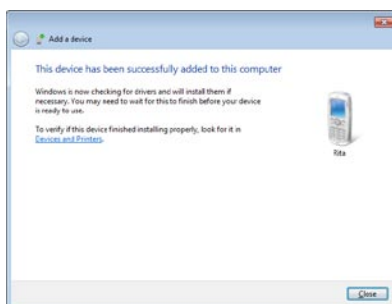 Add a device
This device has been successfully added to this computer
Windows is now checking for drivers and will install them if
necessary. You may need to wait for this to finish before your device
is ready to use.
To verify if this device finished installing properly, look for it in
Devices and Printers.
Rita
Close